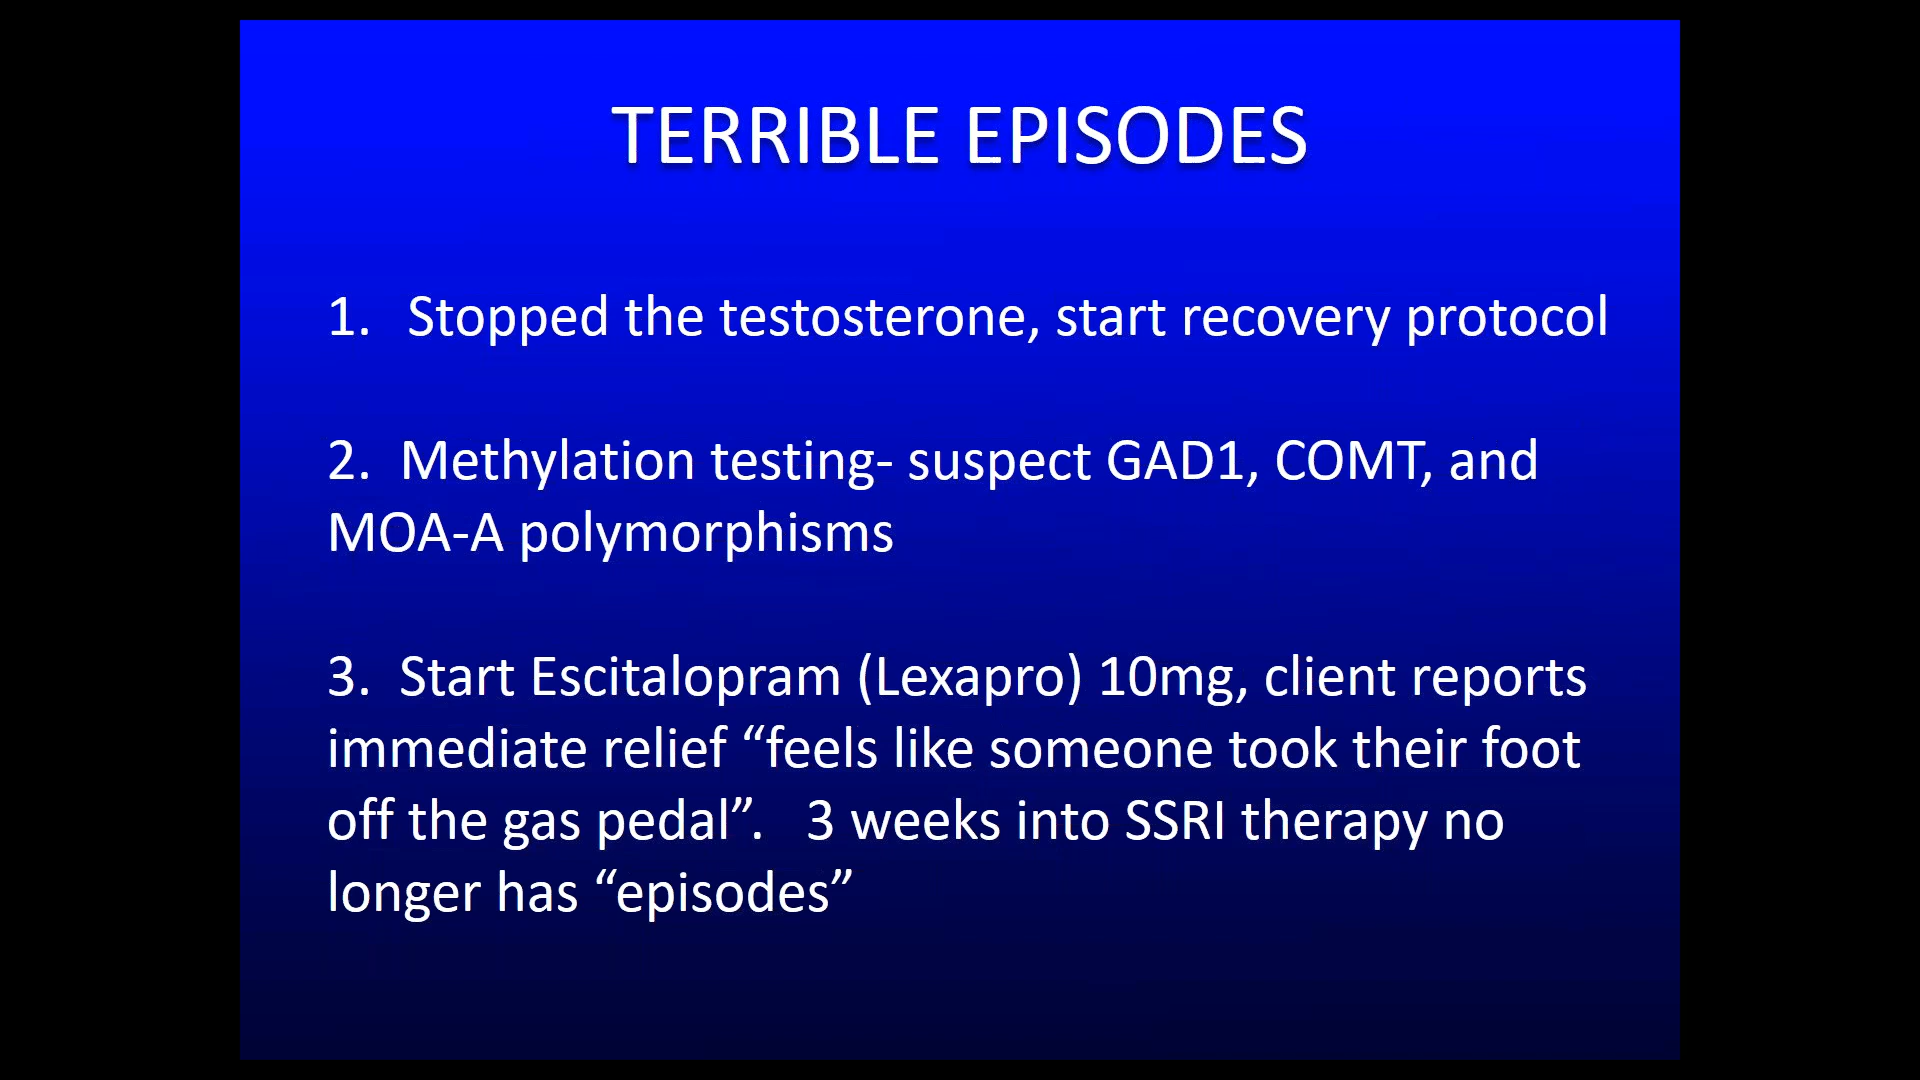 TERRIBLE EPISODES
1. Stopped the testosterone, start recovery protocol
2. Methylation testing- suspect GAD1, COMT, and
MOA-A polymorphisms
3. Start Escitalopram (Lexapro) 10mg, client reports
immediate relief “feels like someone took their foot
off the gas pedal”. 3 weeks into SSRI therapy no
longer has “episodes”